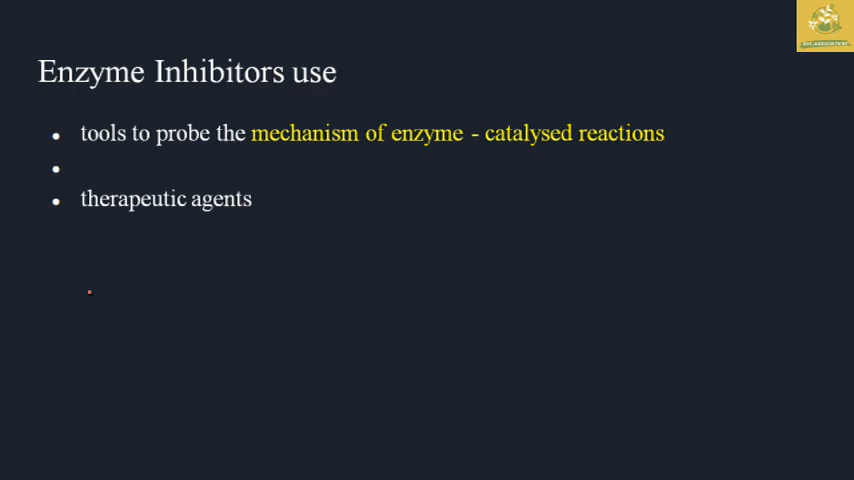 Enzyme Inhibitors use
• tools to probe the mechanism of enzyme - catalysed reactions
•
• therapeutic agents